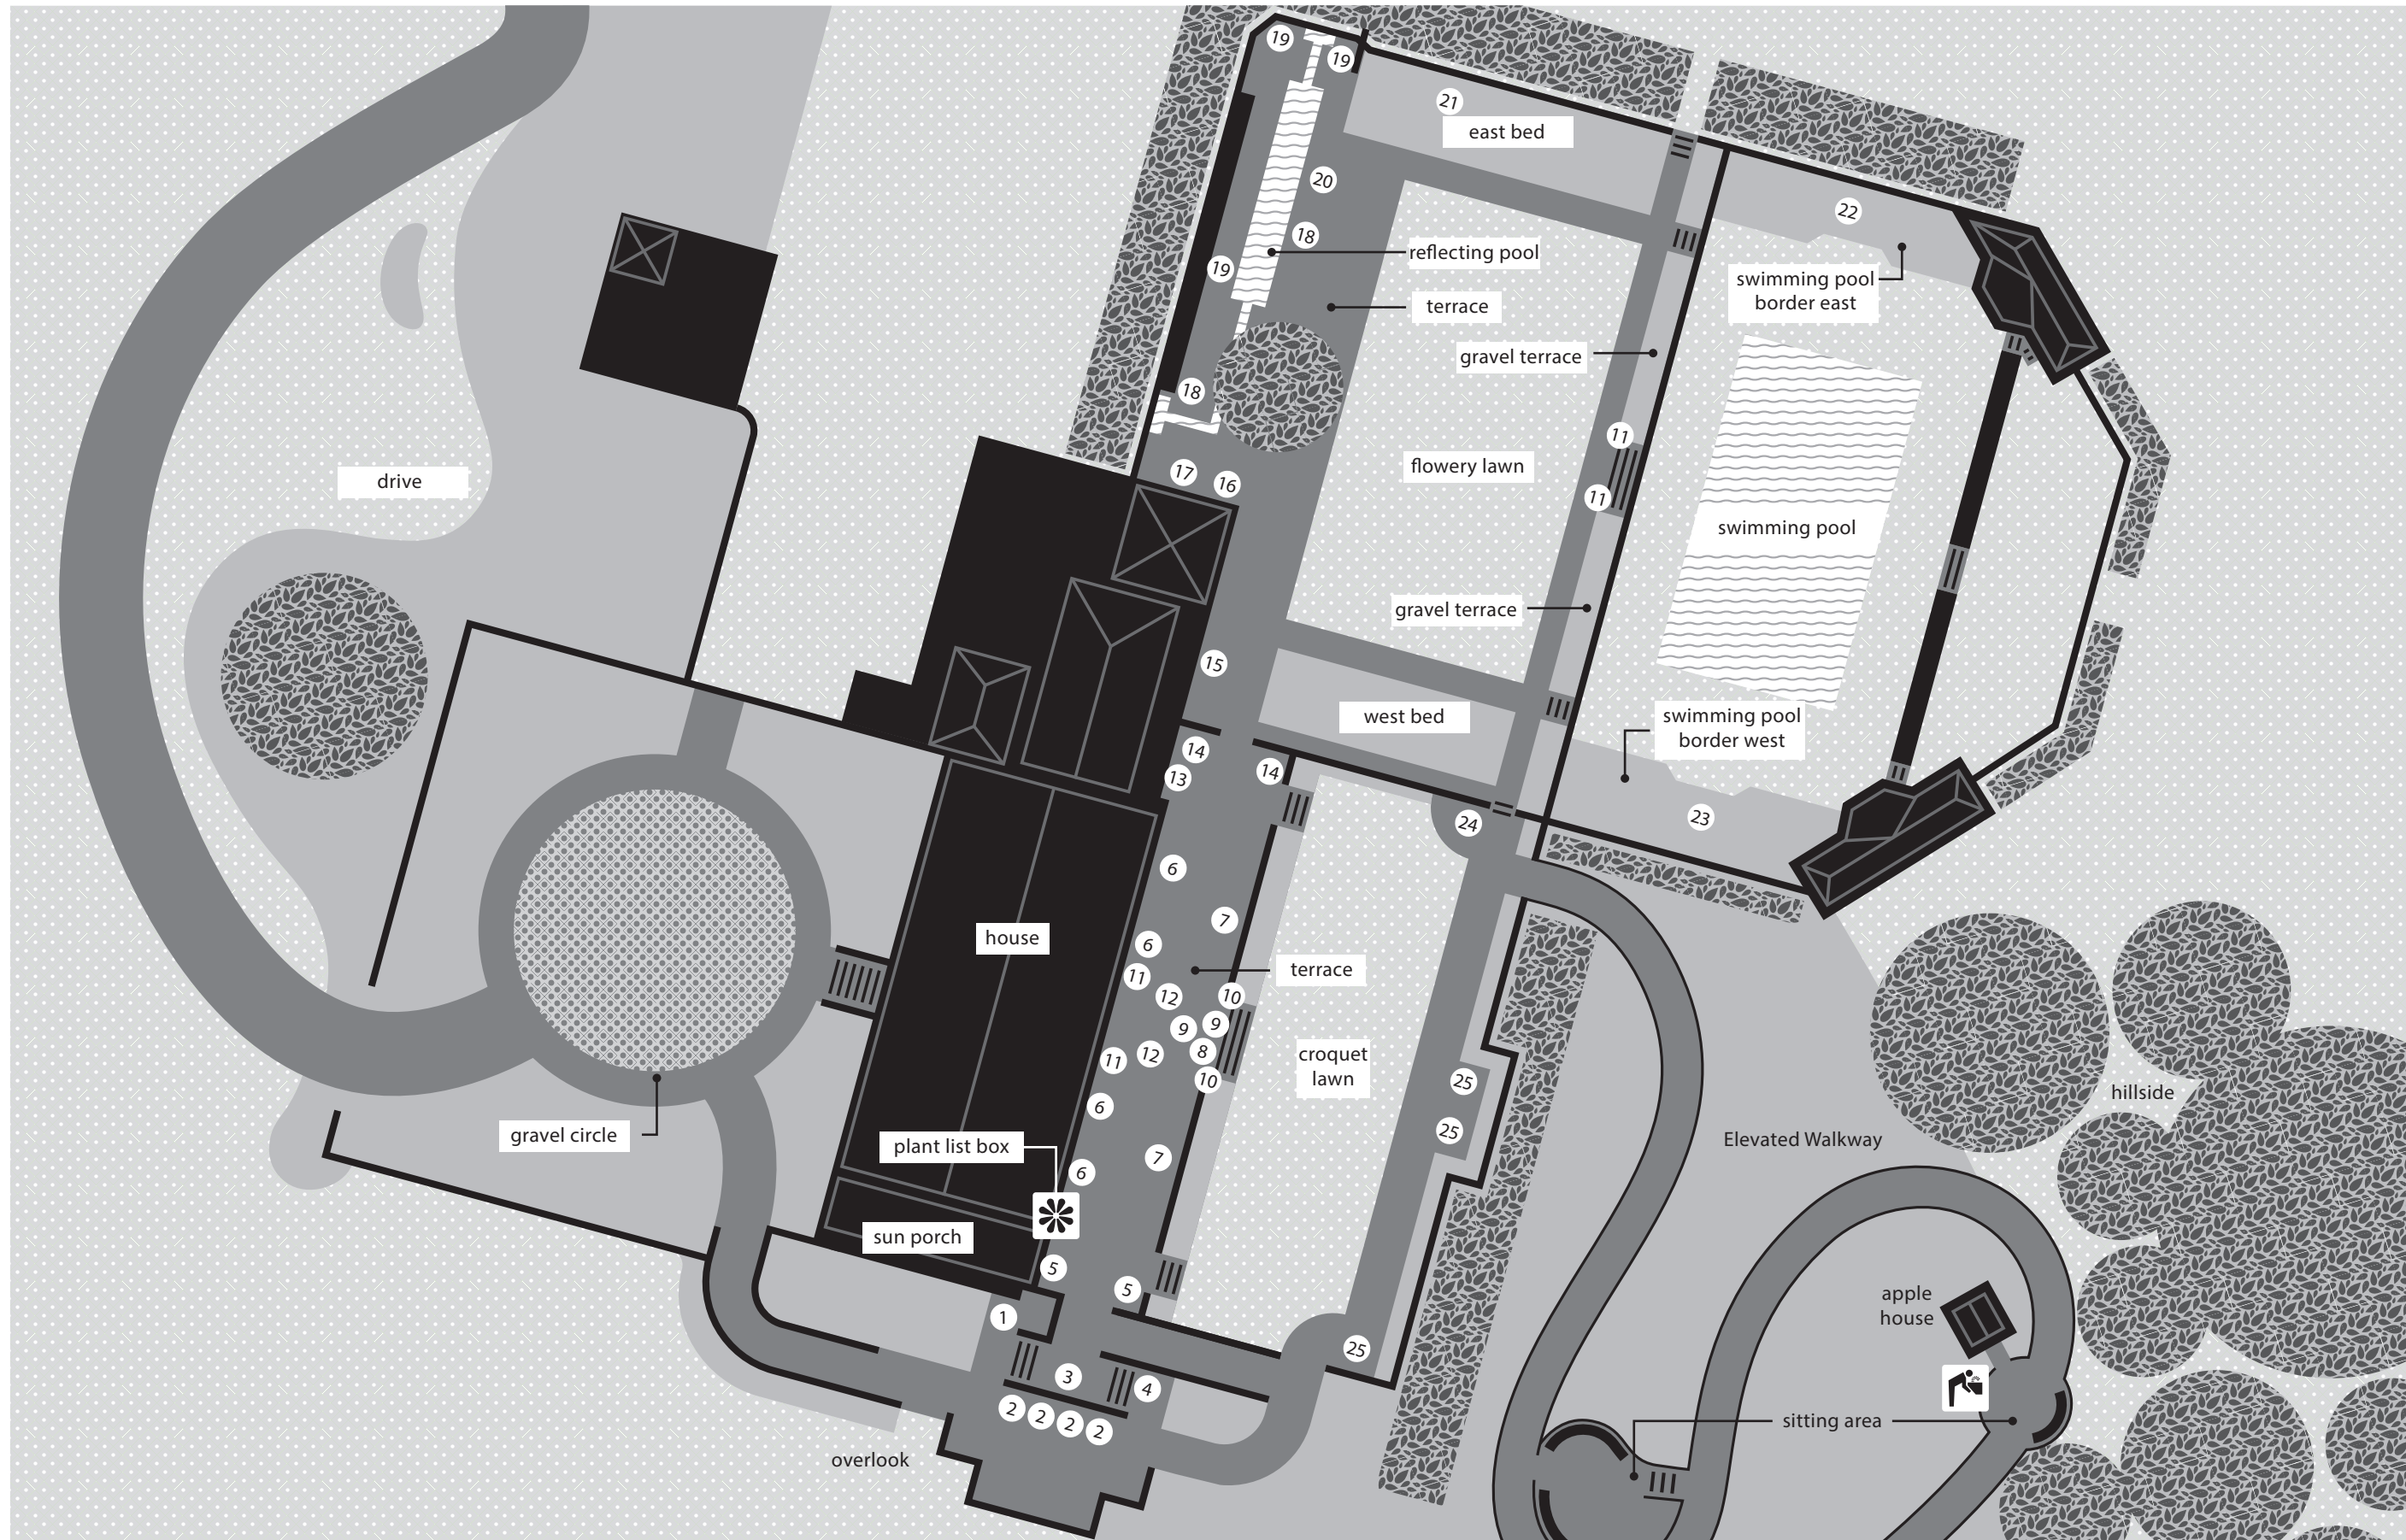 19
19
21
east bed
20
22
18
reflecting pool
19
swimming pool
border east
terrace
gravel terrace
18
11
flowery lawn
17
16
drive
11
swimming pool
gravel terrace
15
west bed
swimming pool
border west
14
14
13
23
24
6
7
house
6
terrace
11
12
10
9
9
8
12
11
10
croquet
lawn
25
hillside
6
25
gravel circle
Elevated Walkway
plant list box
7
6
sun porch
5
5
apple
house
1
25
3
4
2
2
2
2
sitting area
overlook